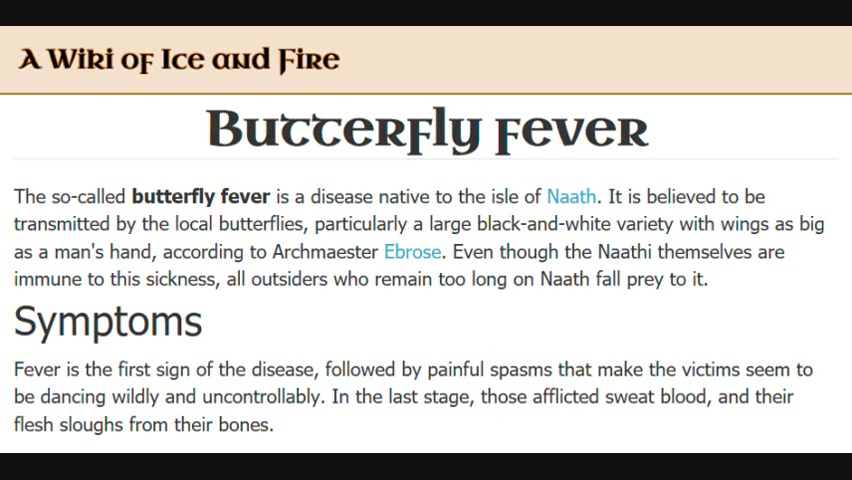 A Wiki of Ice and Fire
Butterfly fever
The so-called butterfly fever is a disease native to the isle of Naath. It is believed to be
transmitted by the local butterflies, particularly a large black-and-white variety with wings as big
as a man's hand, according to Archmaester Ebrose. Even though the Naathi themselves are
immune to this sickness, all outsiders who remain too long on Naath fall prey to it.
Symptoms
Fever is the first sign of the disease, followed by painful spasms that make the victims seem to
be dancing wildly and uncontrollably. In the last stage, those afflicted sweat blood, and their
flesh sloughs from their bones.